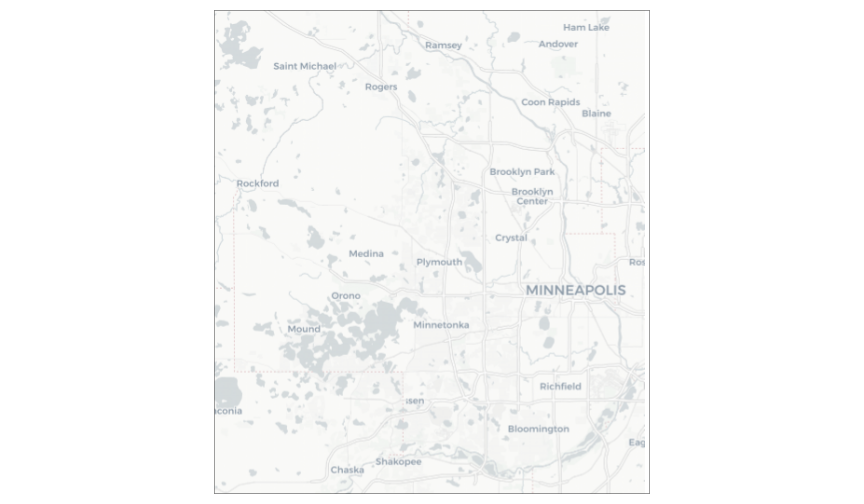 Ham Lake
Ramsey
Andover
Saint Michael
Rogers
Coon Rapids
Blaine
Brooklyn Park
Rockford
Brooklyn
Center
Crystal
Medina
Plymouth
Ros
MINNEAPOLIS
Orono
Minnetonka
Mound
Richfield
sen
conia
Bloomington
Eag
Shakopee
Chaska